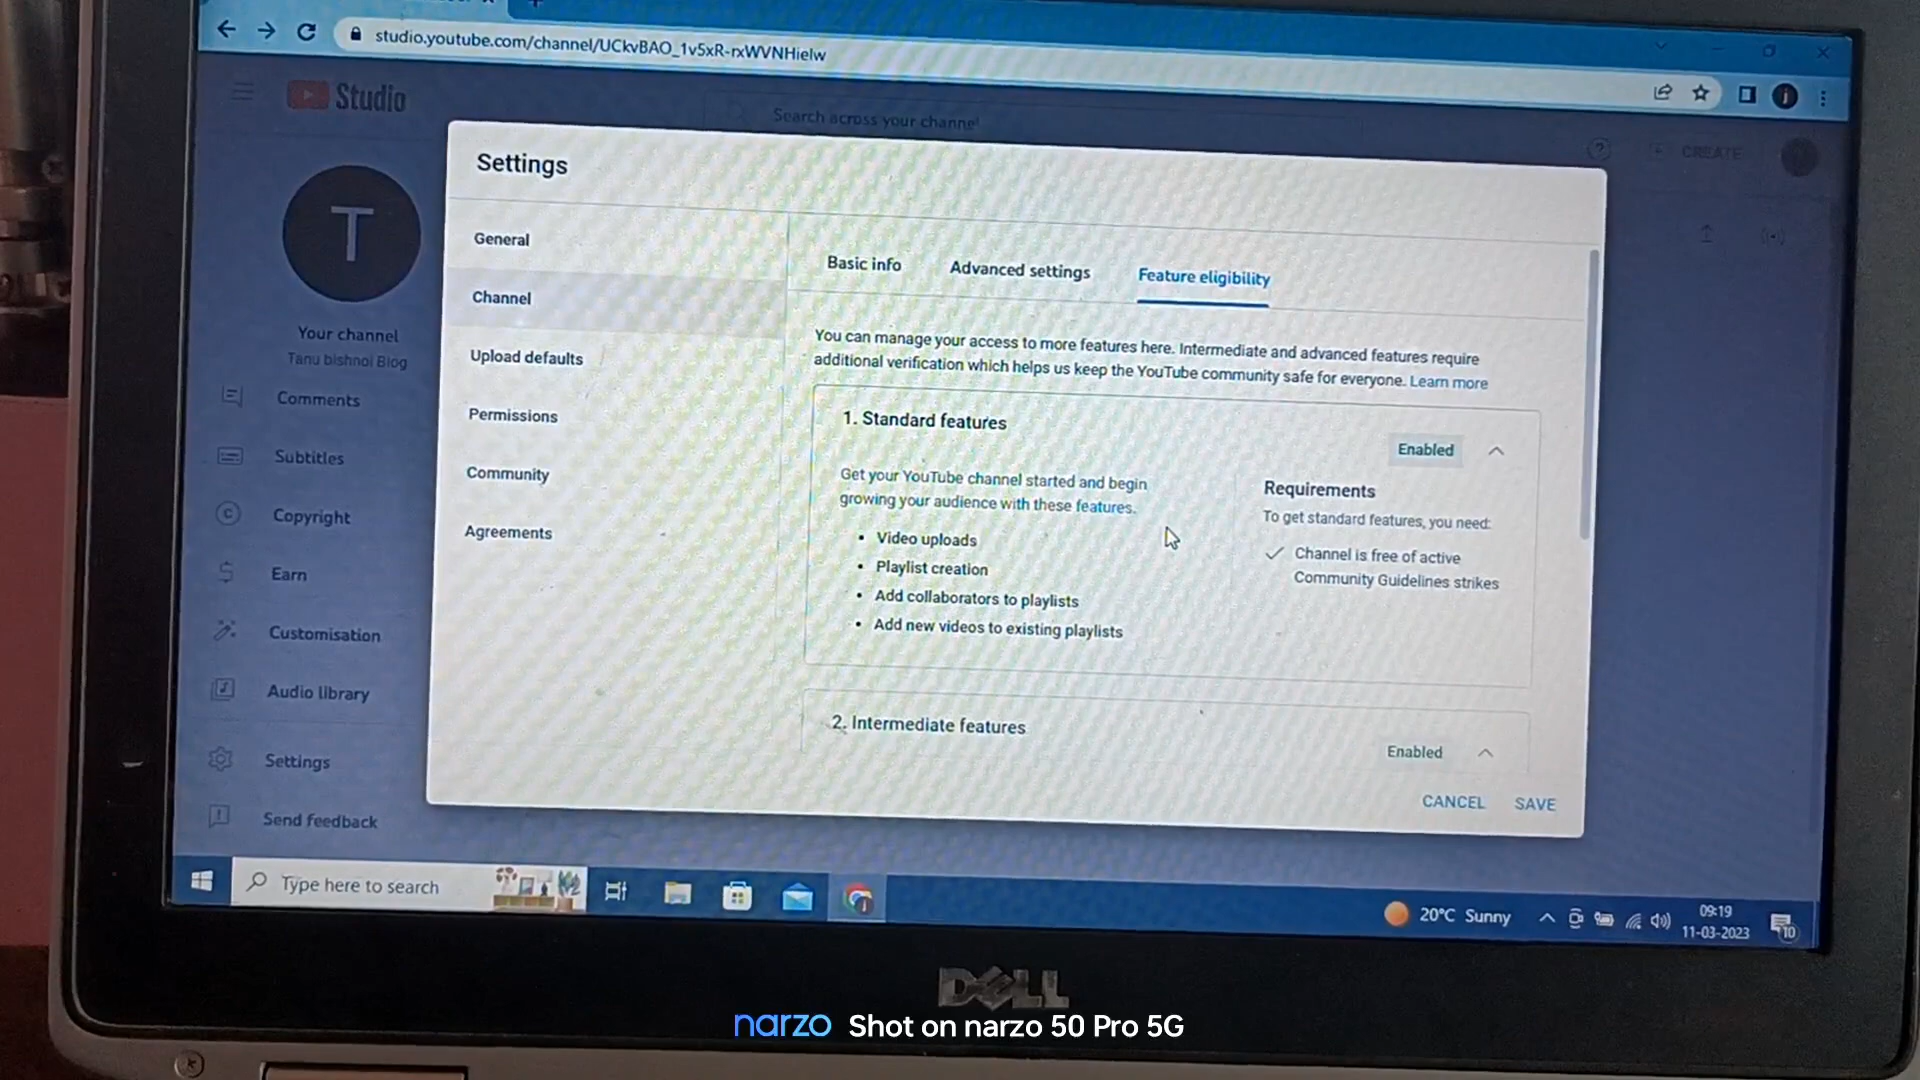 studio.youtube.com/channel/UCkvBAO_1v5xR-rxWVNHielw
Studio
Search across your channel
CREATE
Settings
T
Your channel
Tanu bishnoi Blog
Comments
Subtitles
Copyright
Earn
Customisation
Audio library
Settings
Send feedback
General
Channel
Upload defaults
Permissions
Community
Agreements
Basic info
Advanced settings
Feature eligibility
You can manage your access to more features here. Intermediate and advanced features require
additional verification which helps us keep the YouTube community safe for everyone. Learn more
1. Standard features
Enabled
Get your YouTube channel started and begin
growing your audience with these features.
• Video uploads
• Playlist creation
• Add collaborators to playlists
• Add new videos to existing playlists
Requirements
To get standard features, you need:
Channel is free of active
Community Guidelines strikes
2. Intermediate features
Enabled
CANCEL
SAVE
Type here to search
20°C Sunny
09:19
11-03-2023
10
DELL
narzo Shot on narzo 50 Pro 5G